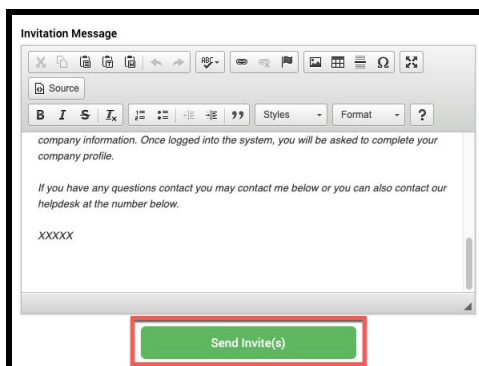 Invitation Message
ABC
Source
B I S Ix Styles Format ?
company information. Once logged into the system, you will be asked to complete your
company profile.
If you have any questions contact you may contact me below or you can also contact our
helpdesk at the number below.
XXXXX
Send Invite(s)